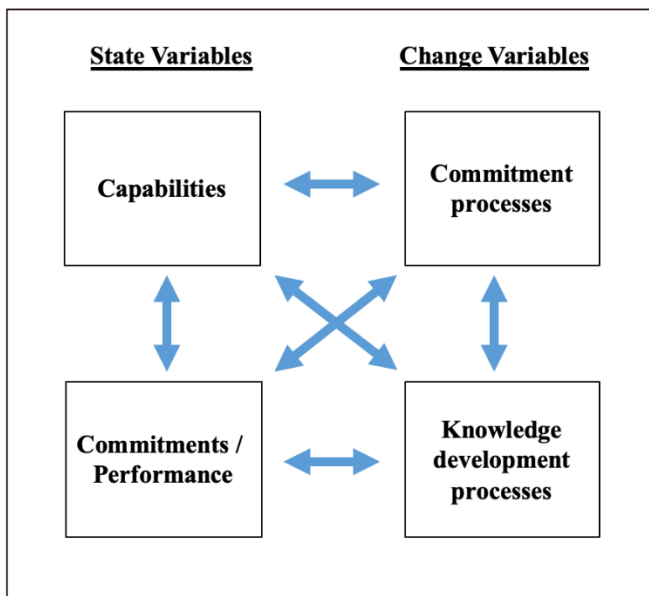 State Variables
Change Variables
Capabilities
Commitment
processes
Commitments /
Performance
Knowledge
development
processes